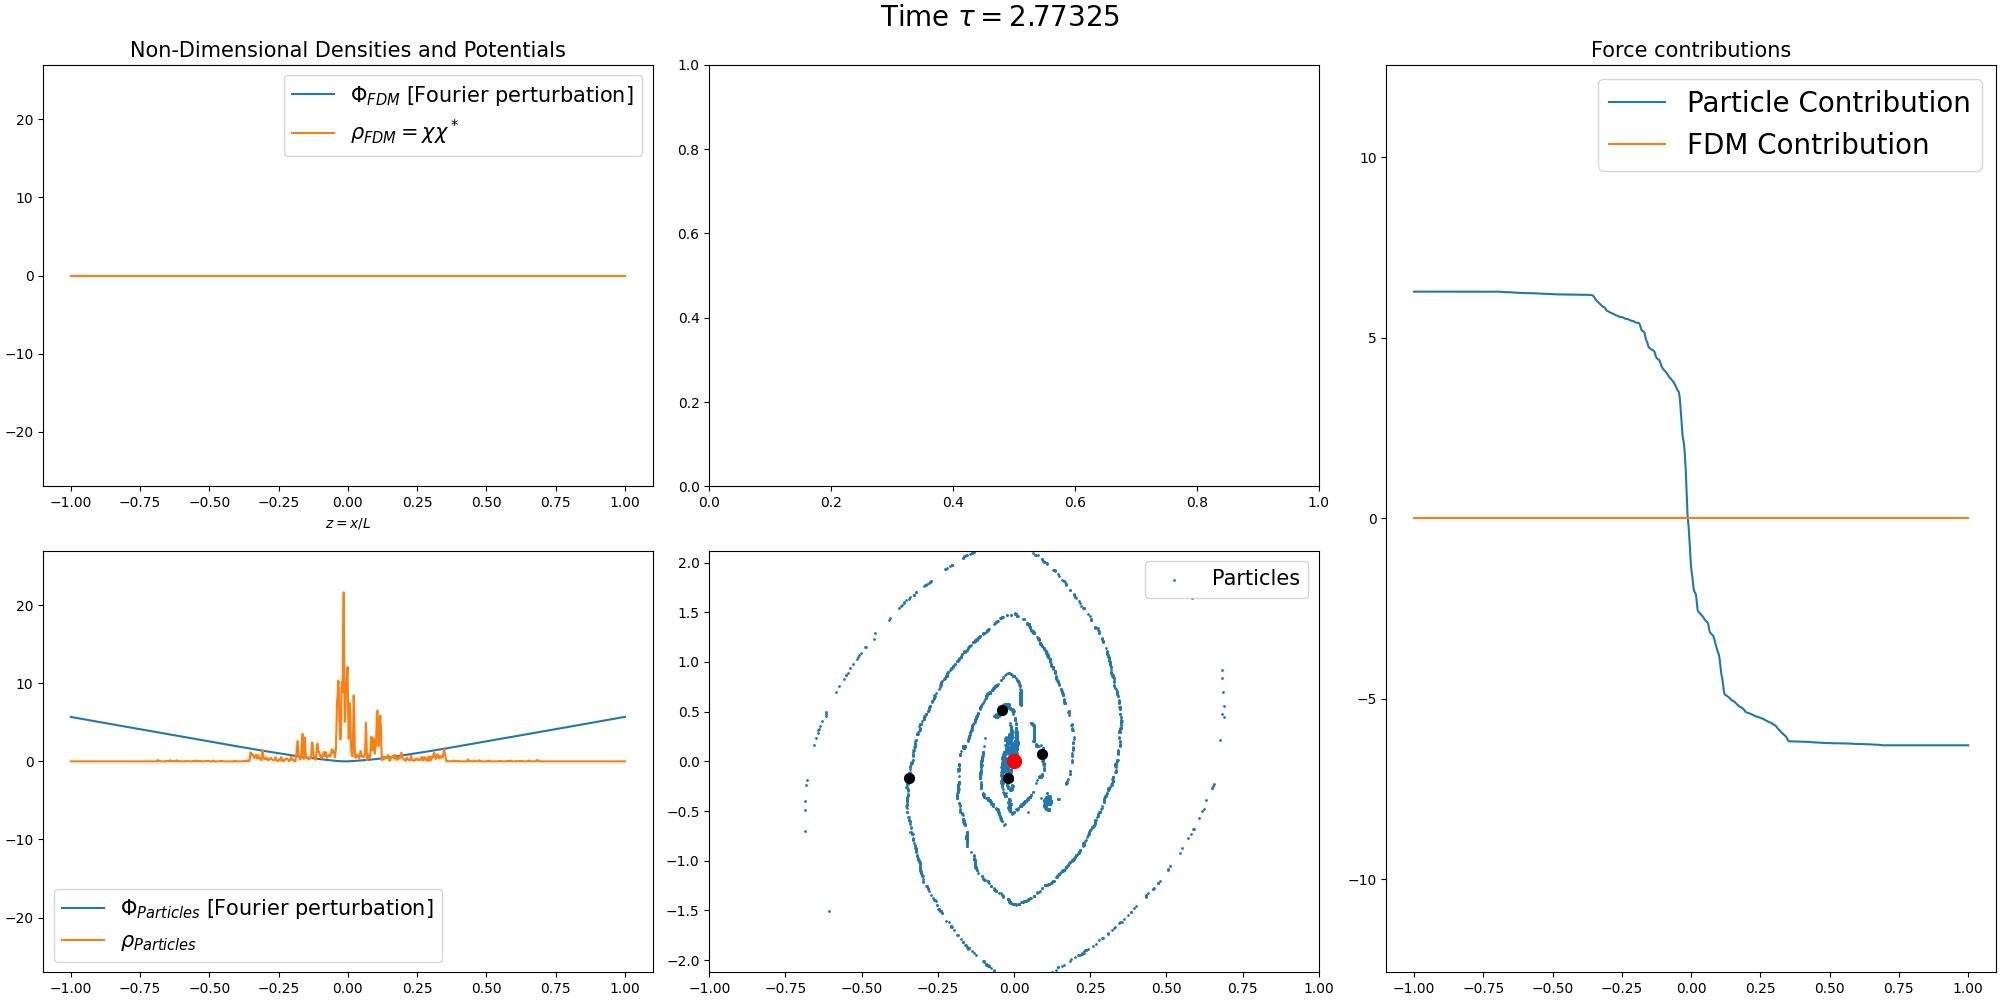 Time τ = 2.77325
Non-Dimensional Densities and Potentials
Φ_FDM [Fourier perturbation]
ρ_FDM = χχ*
20
10
0
−10
−20
−1.00 −0.75 −0.50 −0.25 0.00 0.25 0.50 0.75 1.00
z = x/L
1.0
0.8
0.6
0.4
0.2
0.0
0.0 0.2 0.4 0.6 0.8 1.0
Force contributions
Particle Contribution
FDM Contribution
10
5
0
−5
−10
−1.00 −0.75 −0.50 −0.25 0.00 0.25 0.50 0.75 1.00
20
10
0
−10
−20
Φ_Particles [Fourier perturbation]
ρ_Particles
−1.00 −0.75 −0.50 −0.25 0.00 0.25 0.50 0.75 1.00
Particles
2.0
1.5
1.0
0.5
0.0
−0.5
−1.0
−1.5
−2.0
−1.00 −0.75 −0.50 −0.25 0.00 0.25 0.50 0.75 1.00